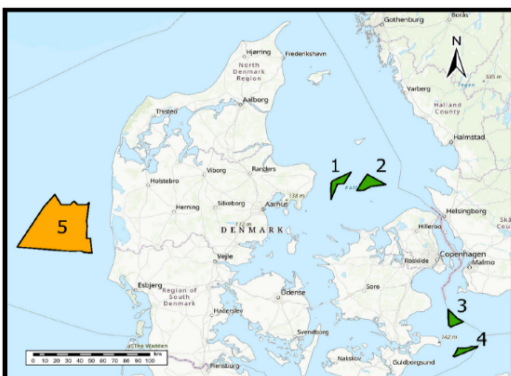 Gothenburg
Borås
N
Hjørring
Frederikshavn
North
Denmark
Region
Varberg
Aalborg
Thisted
Halland
County
Halmstad
1
2
Viborg
Randers
Holstebro
Silkeborg
Aarhus
Herning
Helsingborg
5
DENMARK
Hillerød
Vejle
Copenhagen
Roskilde
Malmö
Esbjerg
Region of
South
Denmark
Odense
Sorø
Haderslev
3
Svendborg
4
Nakskov
Guldborgsund
Flensburg
0 10 20 30 40 50 60 70 80 90 100